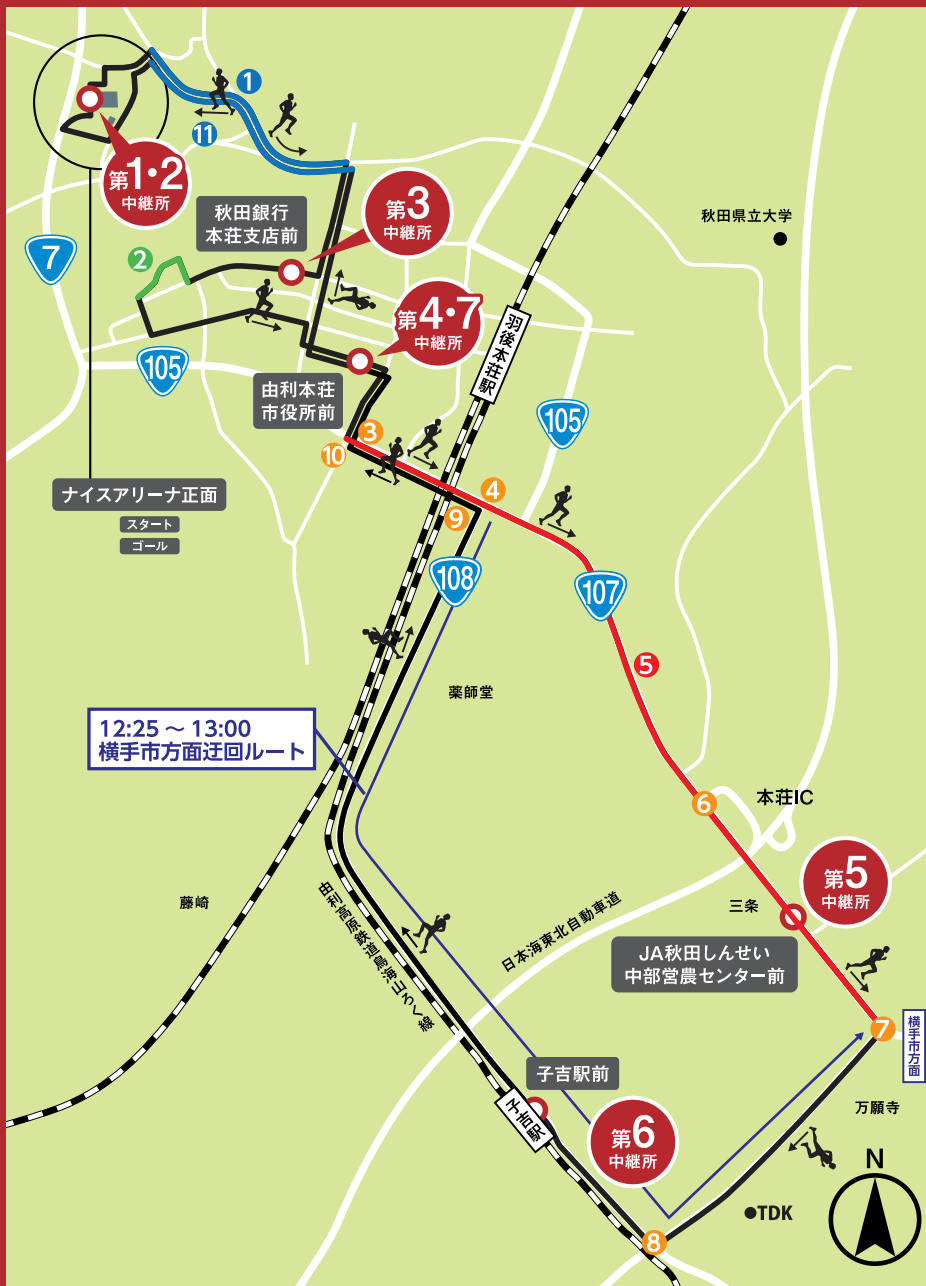 1
11
第1・2
中継所
秋田銀行
本荘支店前
第3
中継所
秋田県立大学
7
2
第4・7
中継所
羽後本荘駅
105
由利本荘
市役所前
105
3
10
4
9
ナイスアリーナ正面
スタート
ゴール
108
107
5
薬師堂
12:25 ～ 13:00
横手市方面迂回ルート
6
本荘IC
第5
中継所
藤崎
三条
由利高原鉄道鳥海山ろく線
日本海東北自動車道
JA秋田しんせい
中部営農センター前
7
横手市方面
子吉駅前
子吉駅
万願寺
第6
中継所
N
TDK
8